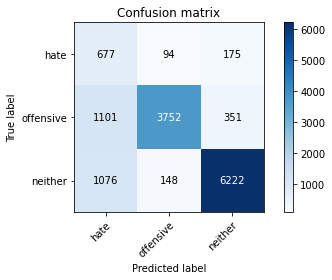 Confusion matrix
True label
hate 677 94 175
offensive 1101 3752 351
neither 1076 148 6222
hate offensive neither
Predicted label
6000
5000
4000
3000
2000
1000